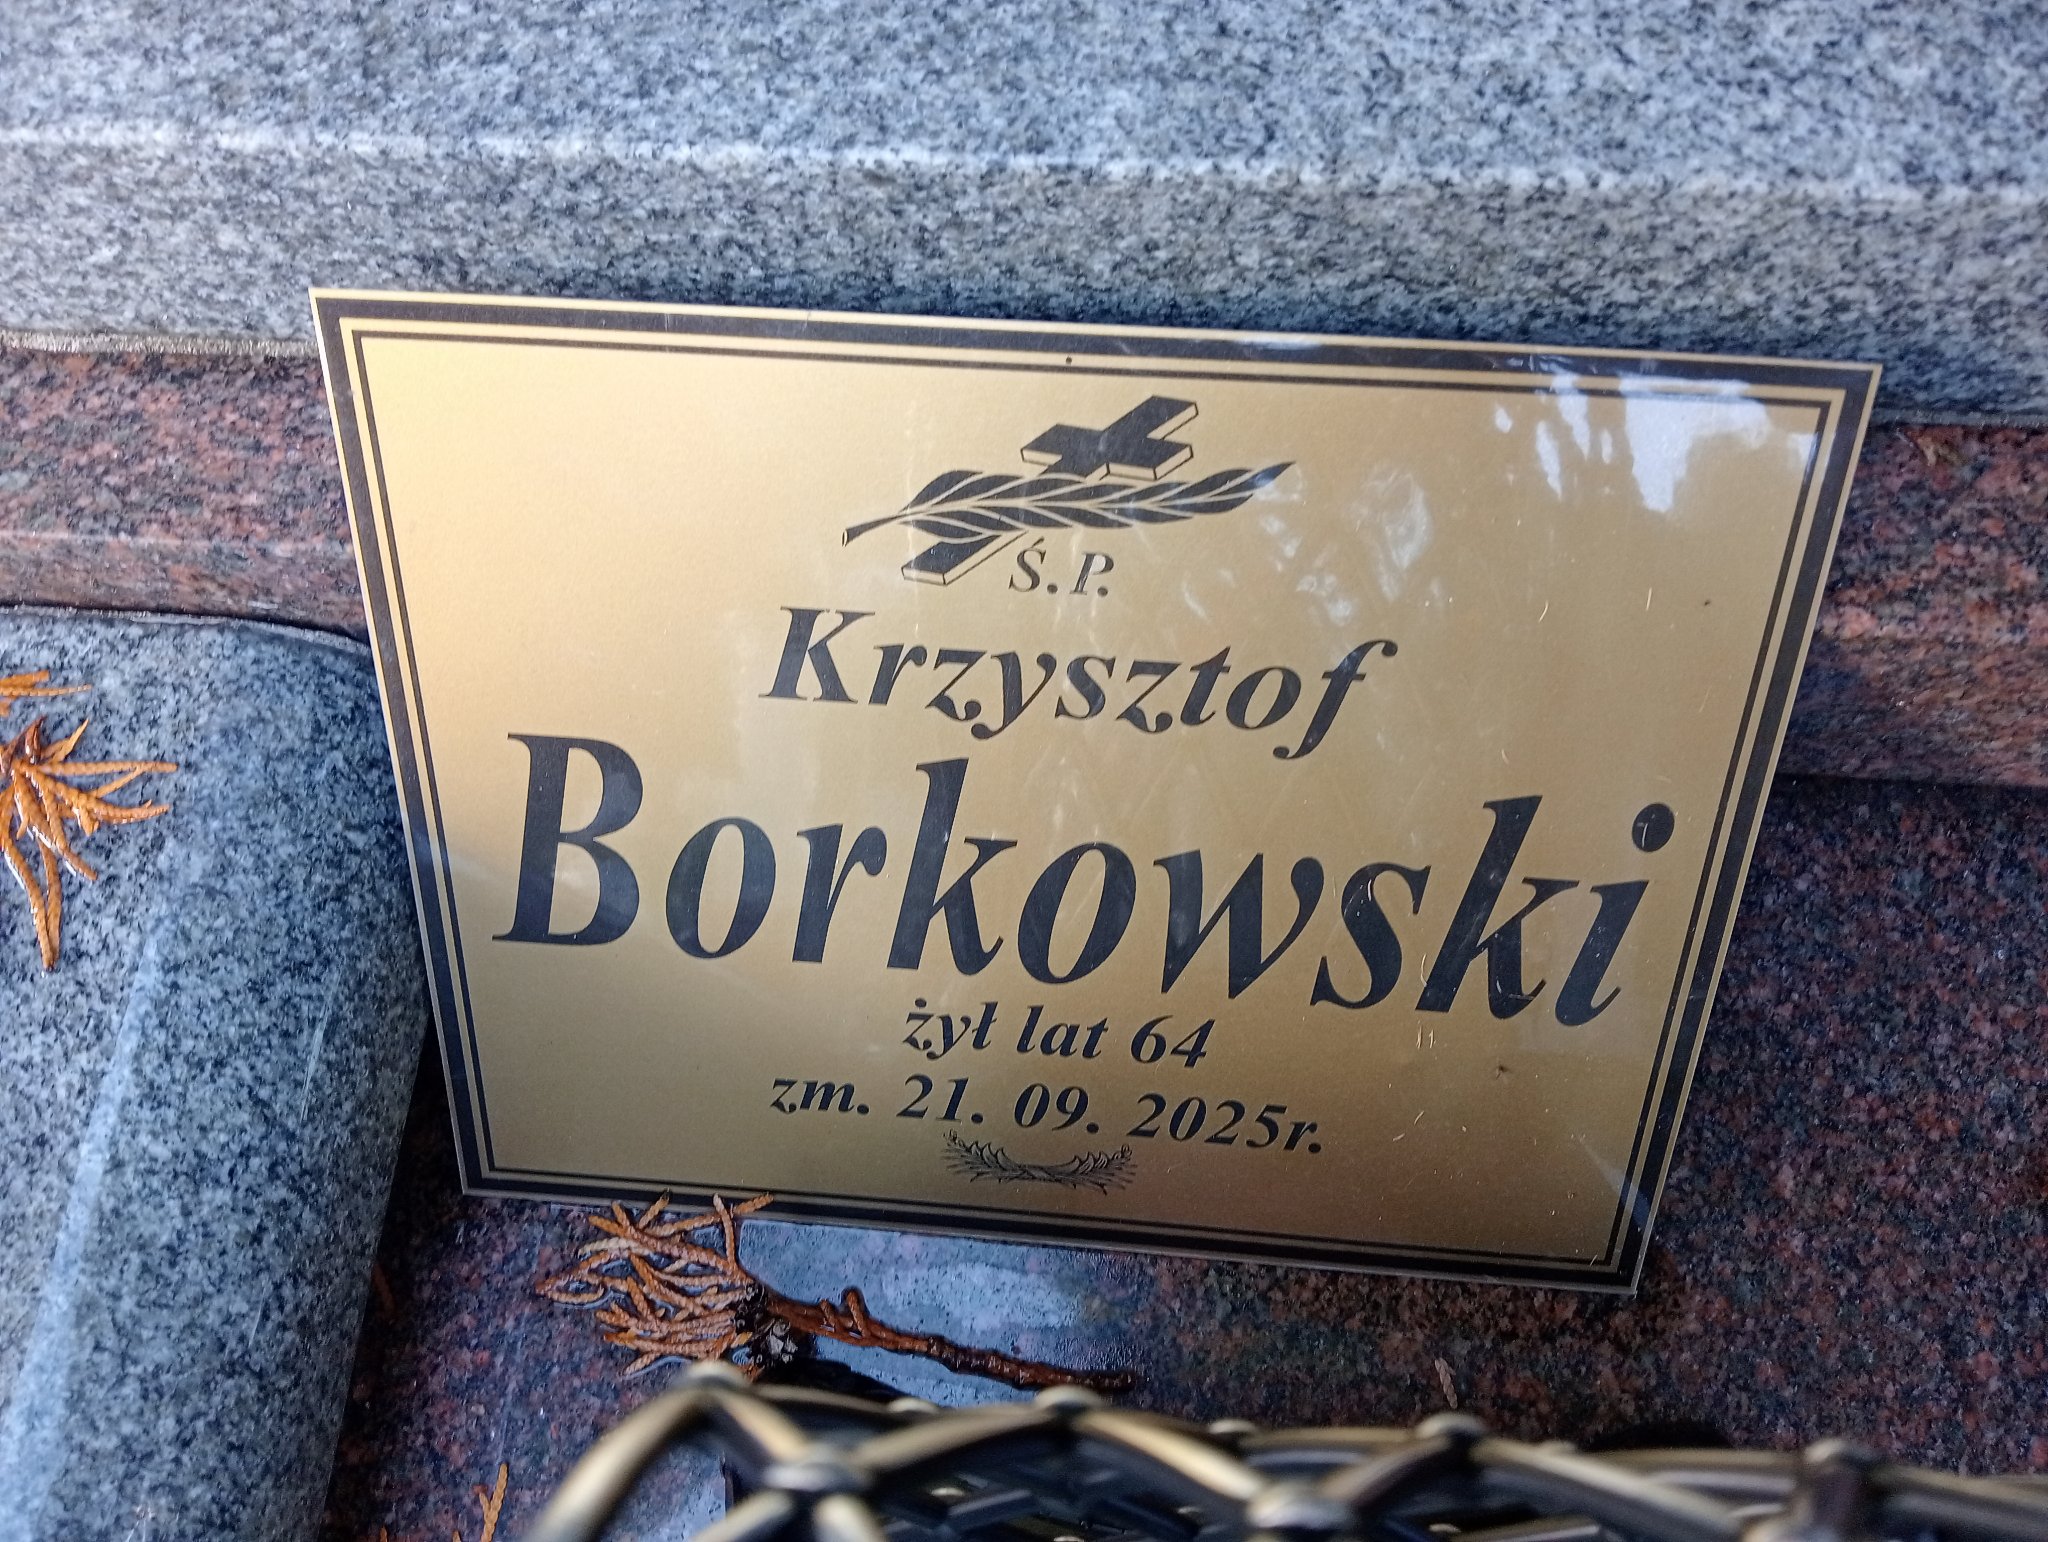 Ś. P.
Krzysztof
Borkowski
żył lat 64
zm. 21. 09. 2025r.